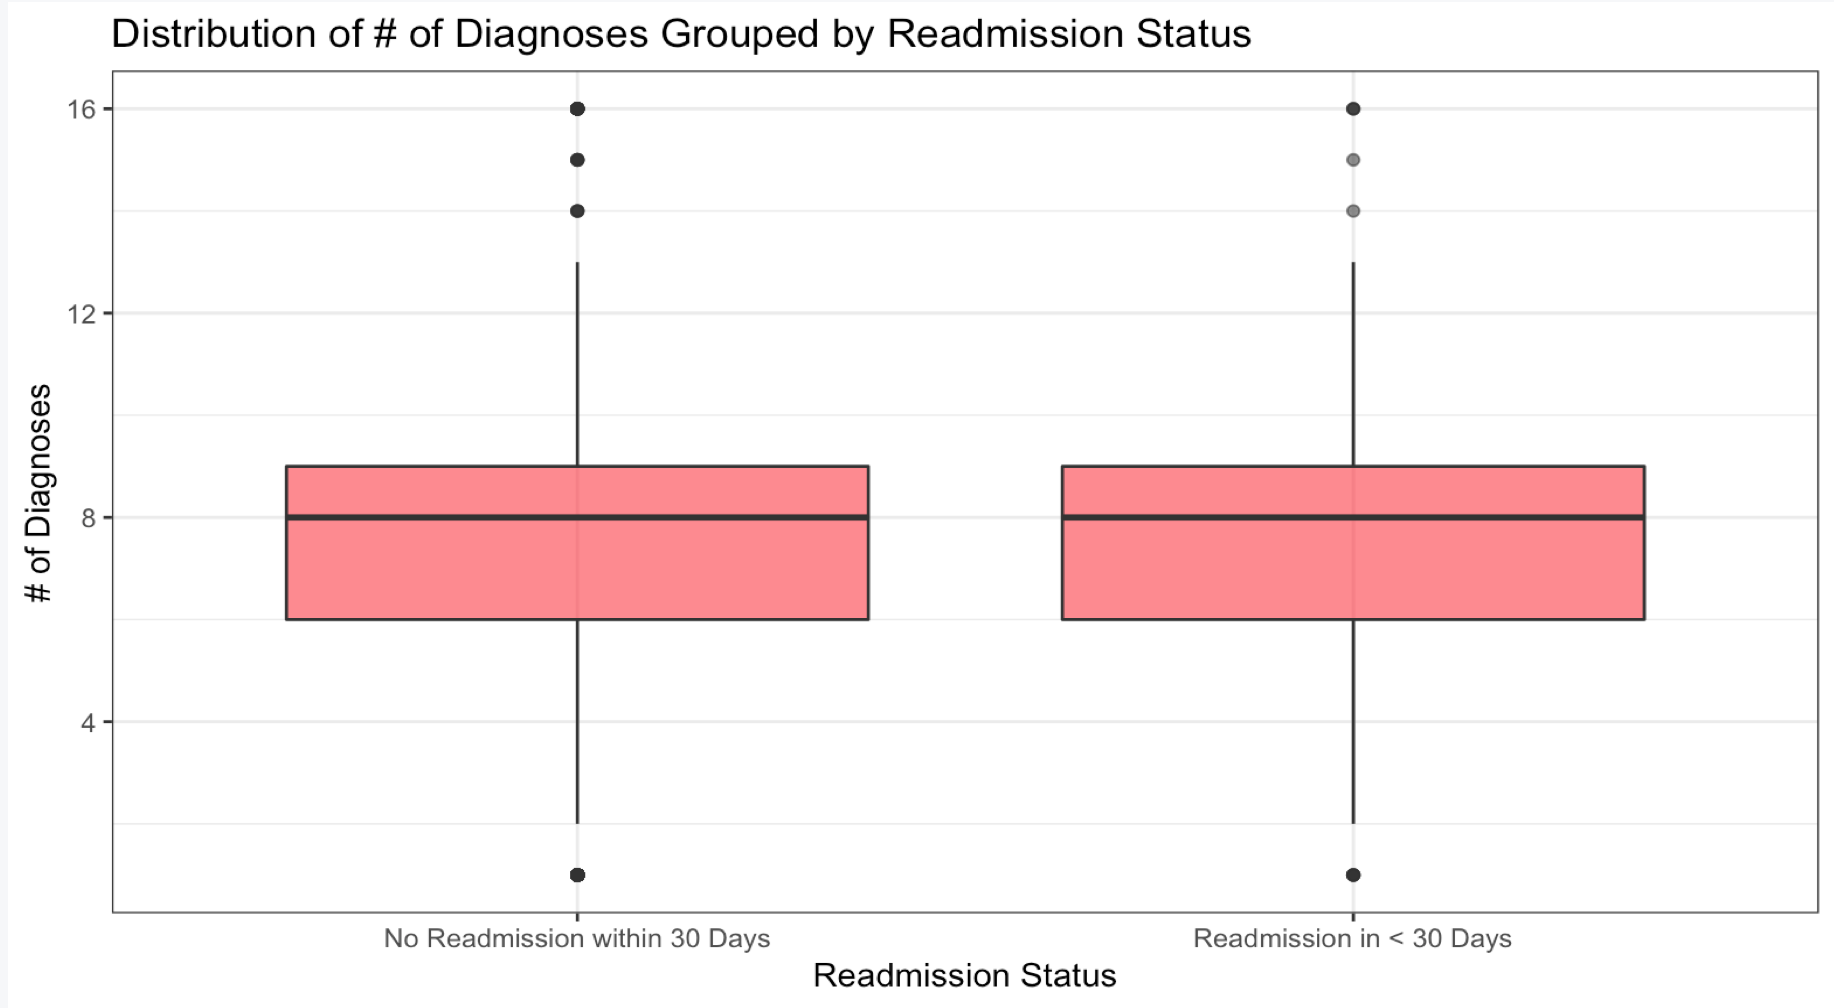 Distribution of # of Diagnoses Grouped by Readmission Status
16
12
8
4
# of Diagnoses
No Readmission within 30 Days
Readmission in < 30 Days
Readmission Status